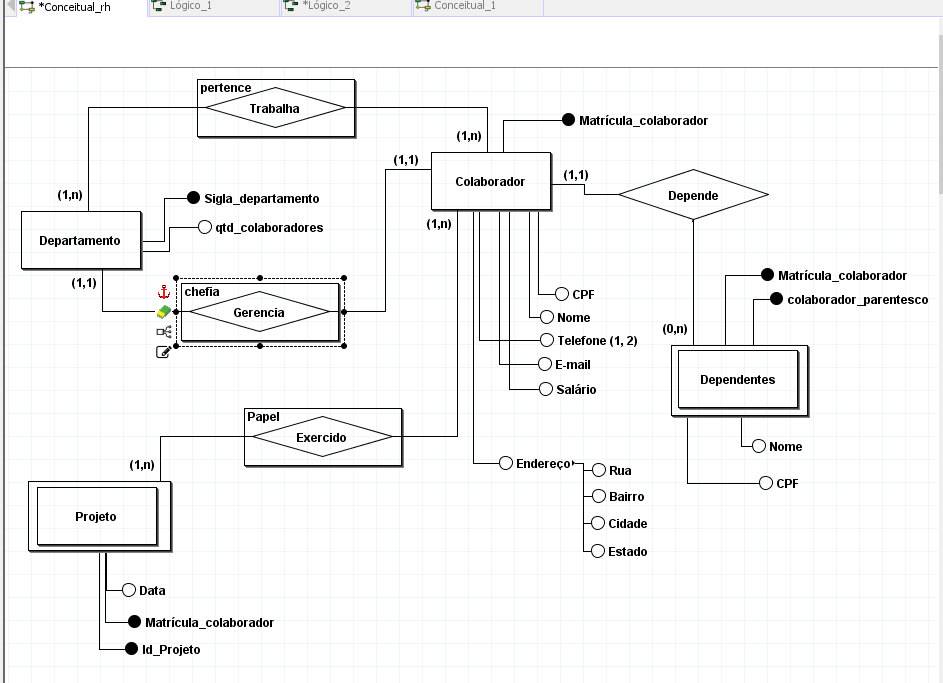 *Conceitual_rh
Lógico_1
*Lógico_2
Conceitual_1
pertence
Trabalha
(1,n)
(1,n)
Matrícula_colaborador
(1,1)
Colaborador
(1,1)
Depende
Sigla_departamento
qtd_colaboradores
Departamento
(1,n)
(1,1)
chefia
Gerencia
CPF
Nome
Telefone (1, 2)
E-mail
Salário
Matrícula_colaborador
colaborador_parentesco
(0,n)
Dependentes
Nome
CPF
Papel
Exercido
(1,n)
Endereço
Rua
Bairro
Cidade
Estado
Projeto
Data
Matrícula_colaborador
Id_Projeto